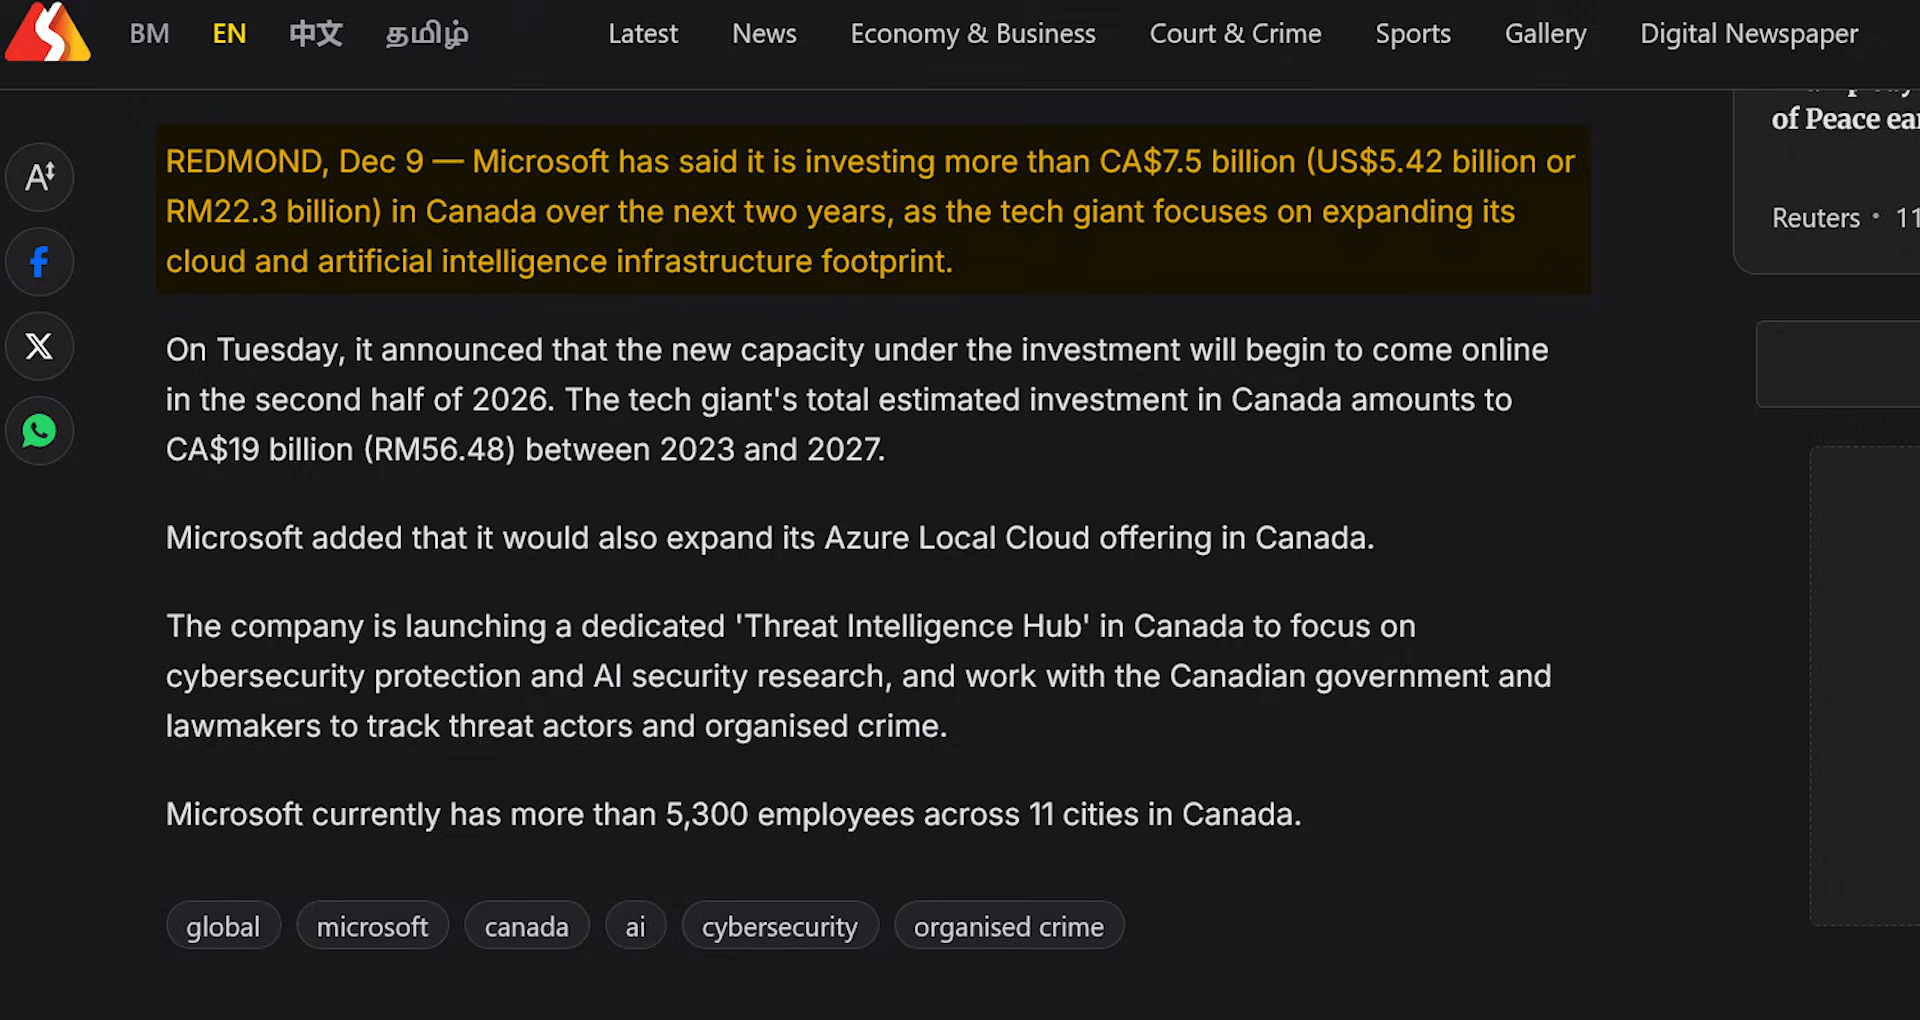 BM EN 中文 தமிழ் Latest News Economy & Business Court & Crime Sports Gallery Digital Newspaper
of Peace
Reuters • 11
REDMOND, Dec 9 — Microsoft has said it is investing more than CA$7.5 billion (US$5.42 billion or
RM22.3 billion) in Canada over the next two years, as the tech giant focuses on expanding its
cloud and artificial intelligence infrastructure footprint.
On Tuesday, it announced that the new capacity under the investment will begin to come online
in the second half of 2026. The tech giant's total estimated investment in Canada amounts to
CA$19 billion (RM56.48) between 2023 and 2027.
Microsoft added that it would also expand its Azure Local Cloud offering in Canada.
The company is launching a dedicated 'Threat Intelligence Hub' in Canada to focus on
cybersecurity protection and AI security research, and work with the Canadian government and
lawmakers to track threat actors and organised crime.
Microsoft currently has more than 5,300 employees across 11 cities in Canada.
global microsoft canada ai cybersecurity organised crime